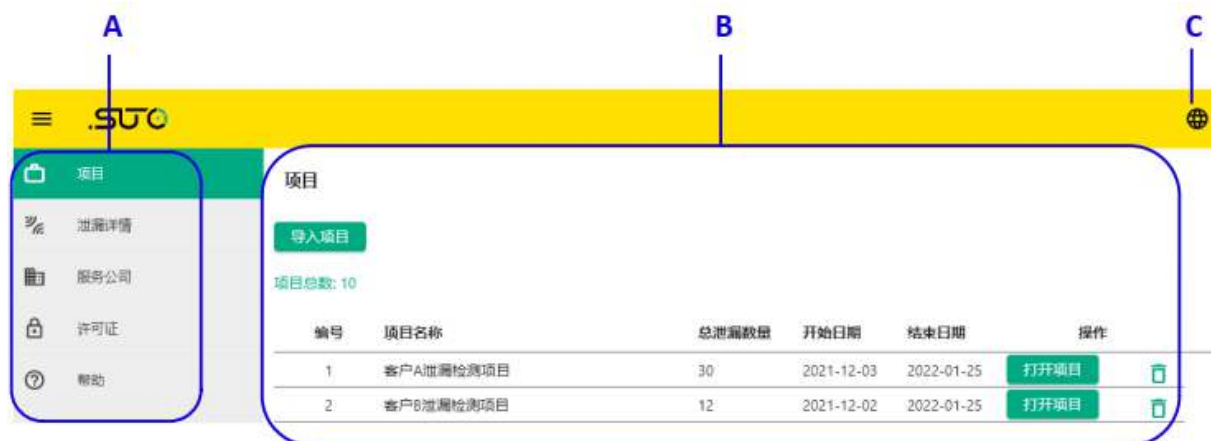 A B C
.SUTO
项目
泄漏详情
服务公司
许可证
帮助
项目
导入项目
项目总数: 10
编号 项目名称 总泄漏数量 开始日期 结束日期 操作
1 客户A泄漏检测项目 30 2021-12-03 2022-01-25 打开项目
2 客户B泄漏检测项目 12 2021-12-02 2022-01-25 打开项目